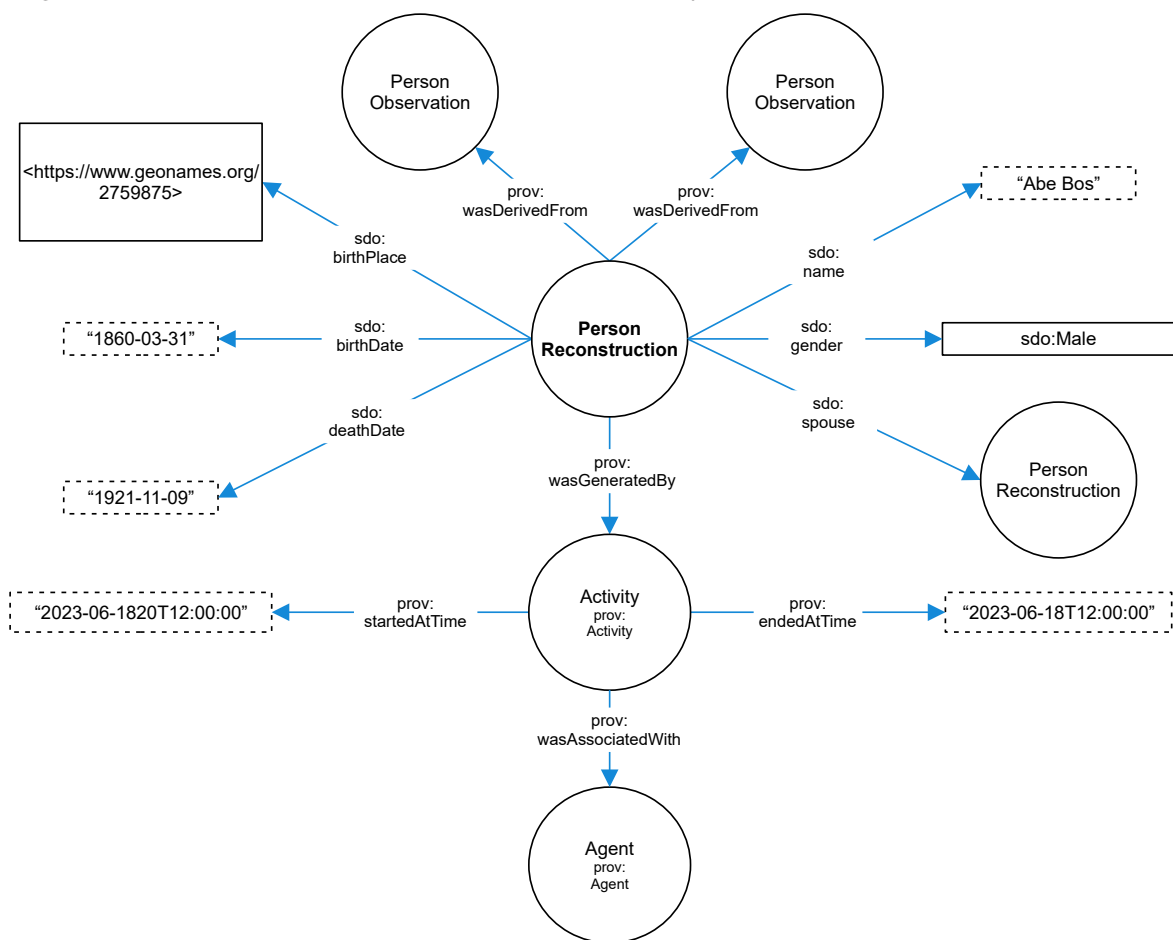 Person
Observation
Person
Observation
<https://www.geonames.org/
2759875>
prov:
wasDerivedFrom
prov:
wasDerivedFrom
“Abe Bos”
sdo:
birthPlace
sdo:
name
“1860-03-31”
sdo:
birthDate
Person
Reconstruction
sdo:
gender
sdo:Male
sdo:
deathDate
sdo:
spouse
“1921-11-09”
prov:
wasGeneratedBy
Person
Reconstruction
“2023-06-1820T12:00:00”
prov:
startedAtTime
Activity
prov:
Activity
prov:
endedAtTime
“2023-06-18T12:00:00”
prov:
wasAssociatedWith
Agent
prov:
Agent